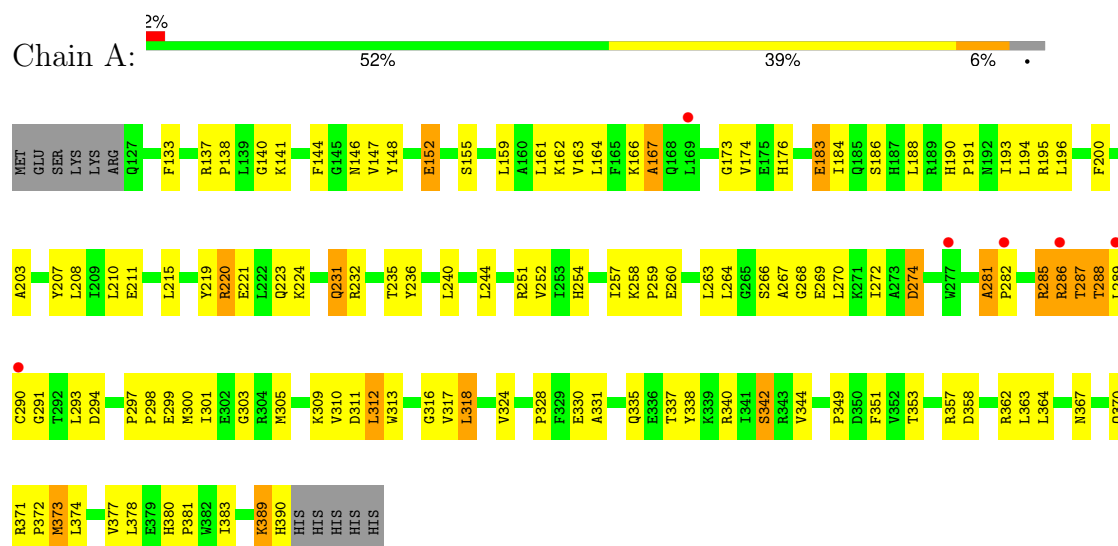 2%
Chain A:
52% 39% 6% •
MET GLU SER LYS LYS ARG Q127 F133 R137 P138 L139 G140 K141 F144 G145 N146 V147 Y148 E152 S155 L159 A160 L161 K162 V163 L164 F165 K166 A167 Q168 L169 G173 V174 E175 H176 E183 I184 Q185 S186 H187 L188 R189 H190 P191 N192 I193 L194 R195 L196 F200
A203 Y207 L208 I209 L210 E211 L215 Y219 R220 E221 L222 Q223 K224 Q231 R232 T235 Y236 L240 L244 R251 V252 I253 H254 I257 K258 P259 E260 L263 L264 G265 S266 A267 G268 E269 L270 K271 I272 A273 D274 W277 A281 P282 R285 R286 T287 T288 L289
C290 G291 T292 L293 D294 P297 P298 E299 M300 I301 E302 G303 R304 M305 K309 V310 D311 L312 W313 G316 V317 L318 V324 P328 F329 E330 A331 Q335 E336 T337 Y338 K339 R340 I341 S342 R343 V344 P349 D350 F351 V352 T353 R357 D358 R362 L363 L364 N367 Q370
R371 P372 M373 L374 V377 L378 E379 H380 P381 W382 I383 K389 H390 HIS HIS HIS HIS HIS